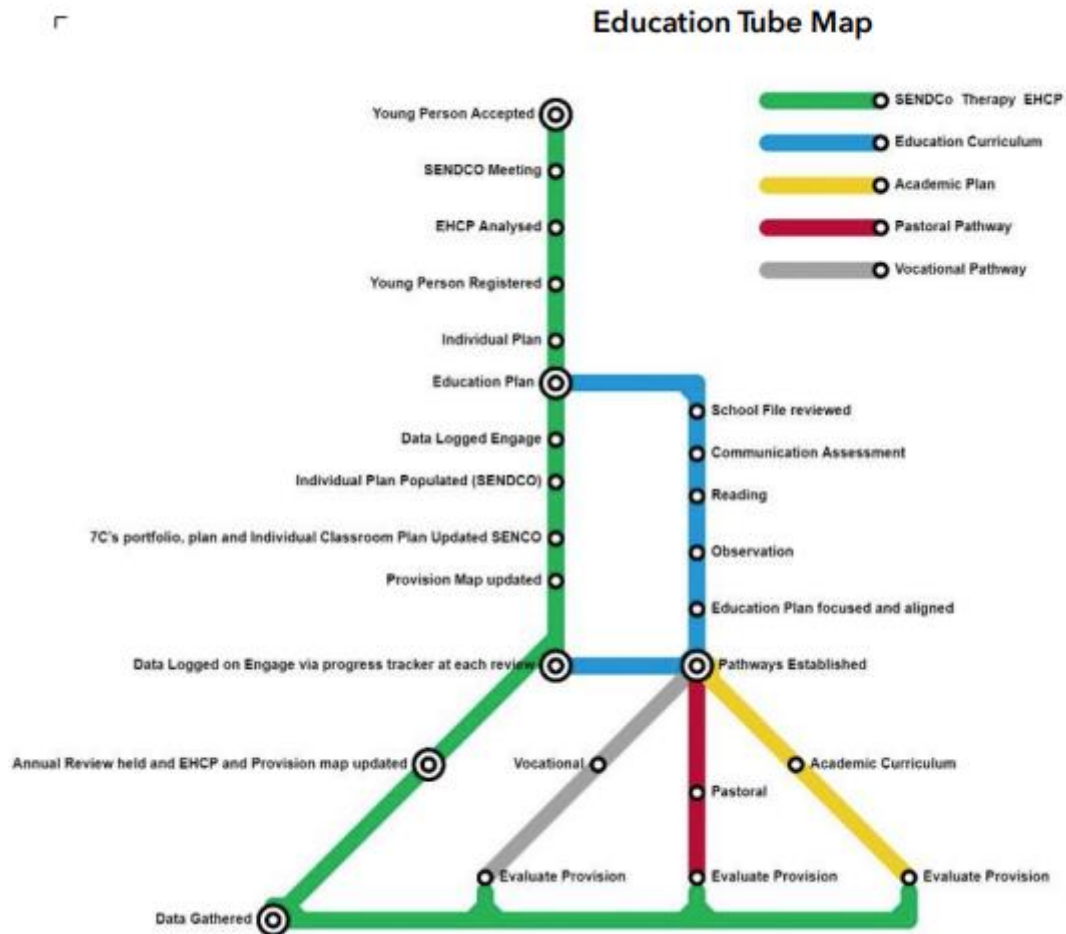 Education Tube Map
SENDCo Therapy EHCP
Education Curriculum
Academic Plan
Pastoral Pathway
Vocational Pathway
Young Person Accepted
SENDCO Meeting
EHCP Analysed
Young Person Registered
Individual Plan
Education Plan
School File reviewed
Data Logged Engage
Communication Assessment
Individual Plan Populated (SENDCO)
Reading
7C's portfolio, plan and Individual Classroom Plan Updated SENCO
Observation
Provision Map updated
Education Plan focused and aligned
Data Logged on Engage via progress tracker at each review
Pathways Established
Annual Review held and EHCP and Provision map updated
Vocational
Academic Curriculum
Pastoral
Evaluate Provision
Evaluate Provision
Evaluate Provision
Data Gathered